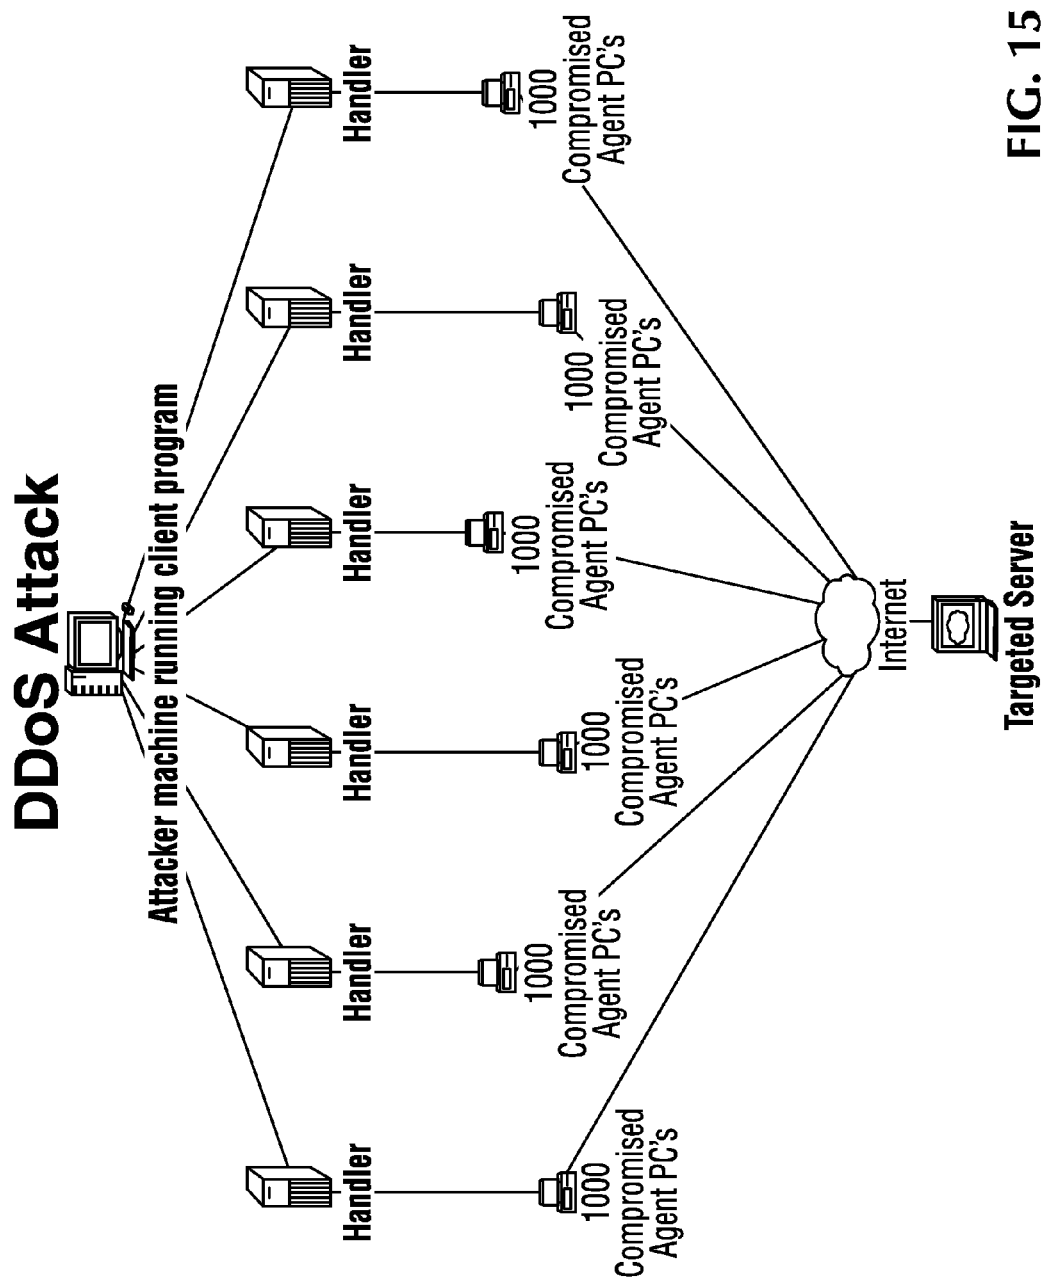 DDoS Attack
Attacker machine running client program
Handler
Handler
Handler
Handler
Handler
Handler
1000
Compromised
Agent PC's
1000
Compromised
Agent PC's
1000
Compromised
Agent PC's
1000
Compromised
Agent PC's
1000
Compromised
Agent PC's
1000
Compromised
Agent PC's
Internet
Targeted Server
FIG. 15